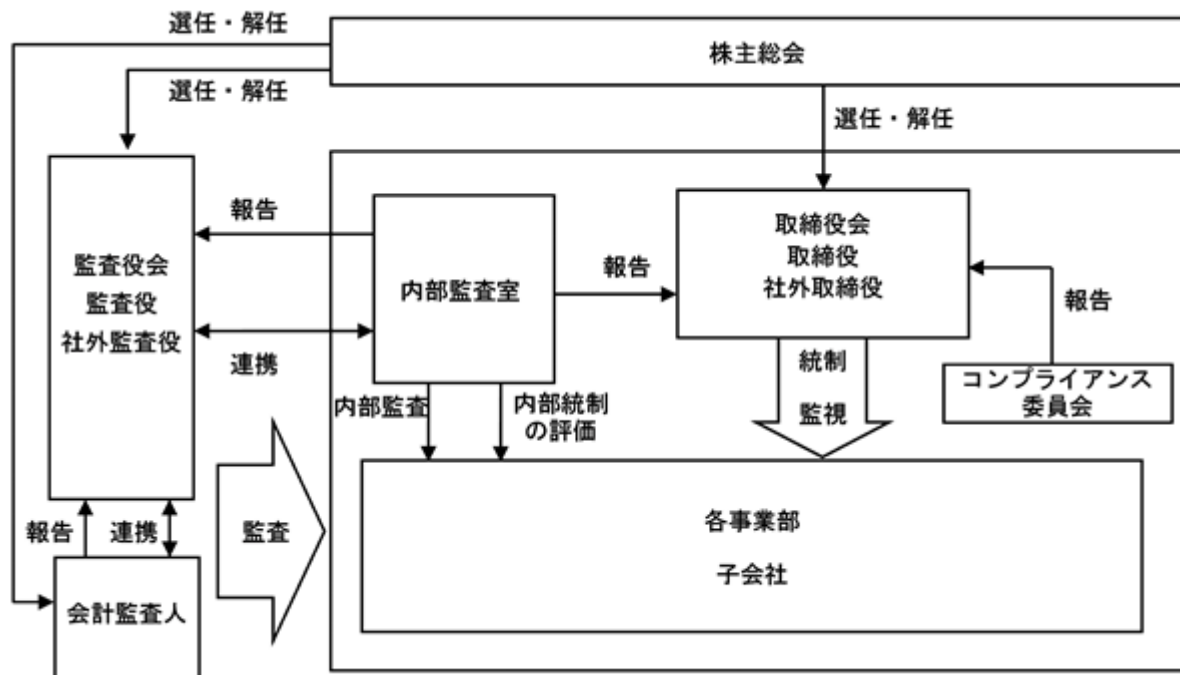 選任・解任
株主総会
選任・解任
選任・解任
報告
取締役会
取締役
社外取締役
監査役会
監査役
社外監査役
内部監査室
報告
報告
連携
統制
監視
コンプライアンス
委員会
内部監査
内部統制
の評価
報告
連携
監査
各事業部
子会社
会計監査人